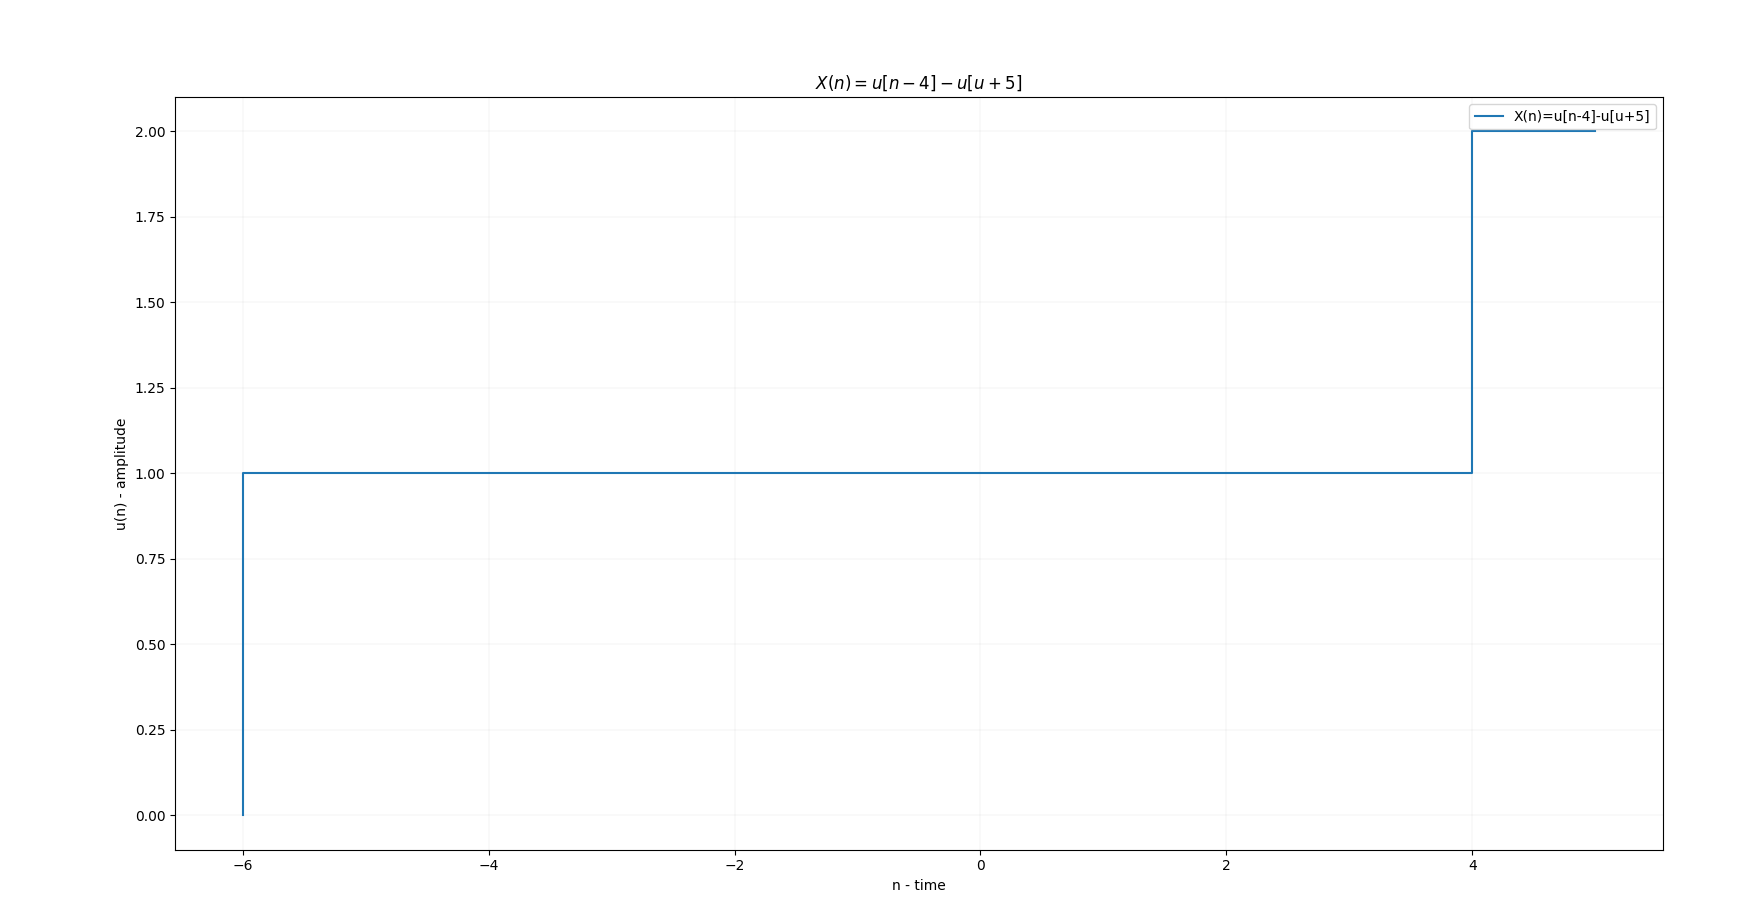 X(n) = u[n − 4] − u[u + 5]
X(n)=u[n-4]-u[u+5]
2.00
1.75
1.50
1.25
1.00
0.75
0.50
0.25
0.00
u(n) - amplitude
−6 −4 −2 0 2 4
n - time